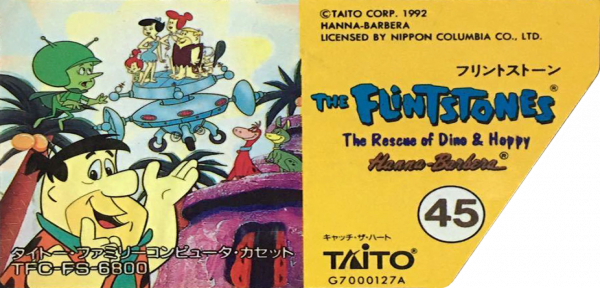 タイトー・ファミリーコンピュータ・カセット
TFC-FS-6800
©TAITO CORP. 1992
HANNA-BARBERA
LICENSED BY NIPPON COLUMBIA CO., LTD.
フリントストーン
THE FLINTSTONES®
The Rescue of Dino & Hoppy
Hanna-Barbera®
45
キャッチ・ザ・ハート
TAITO®
G7000127A